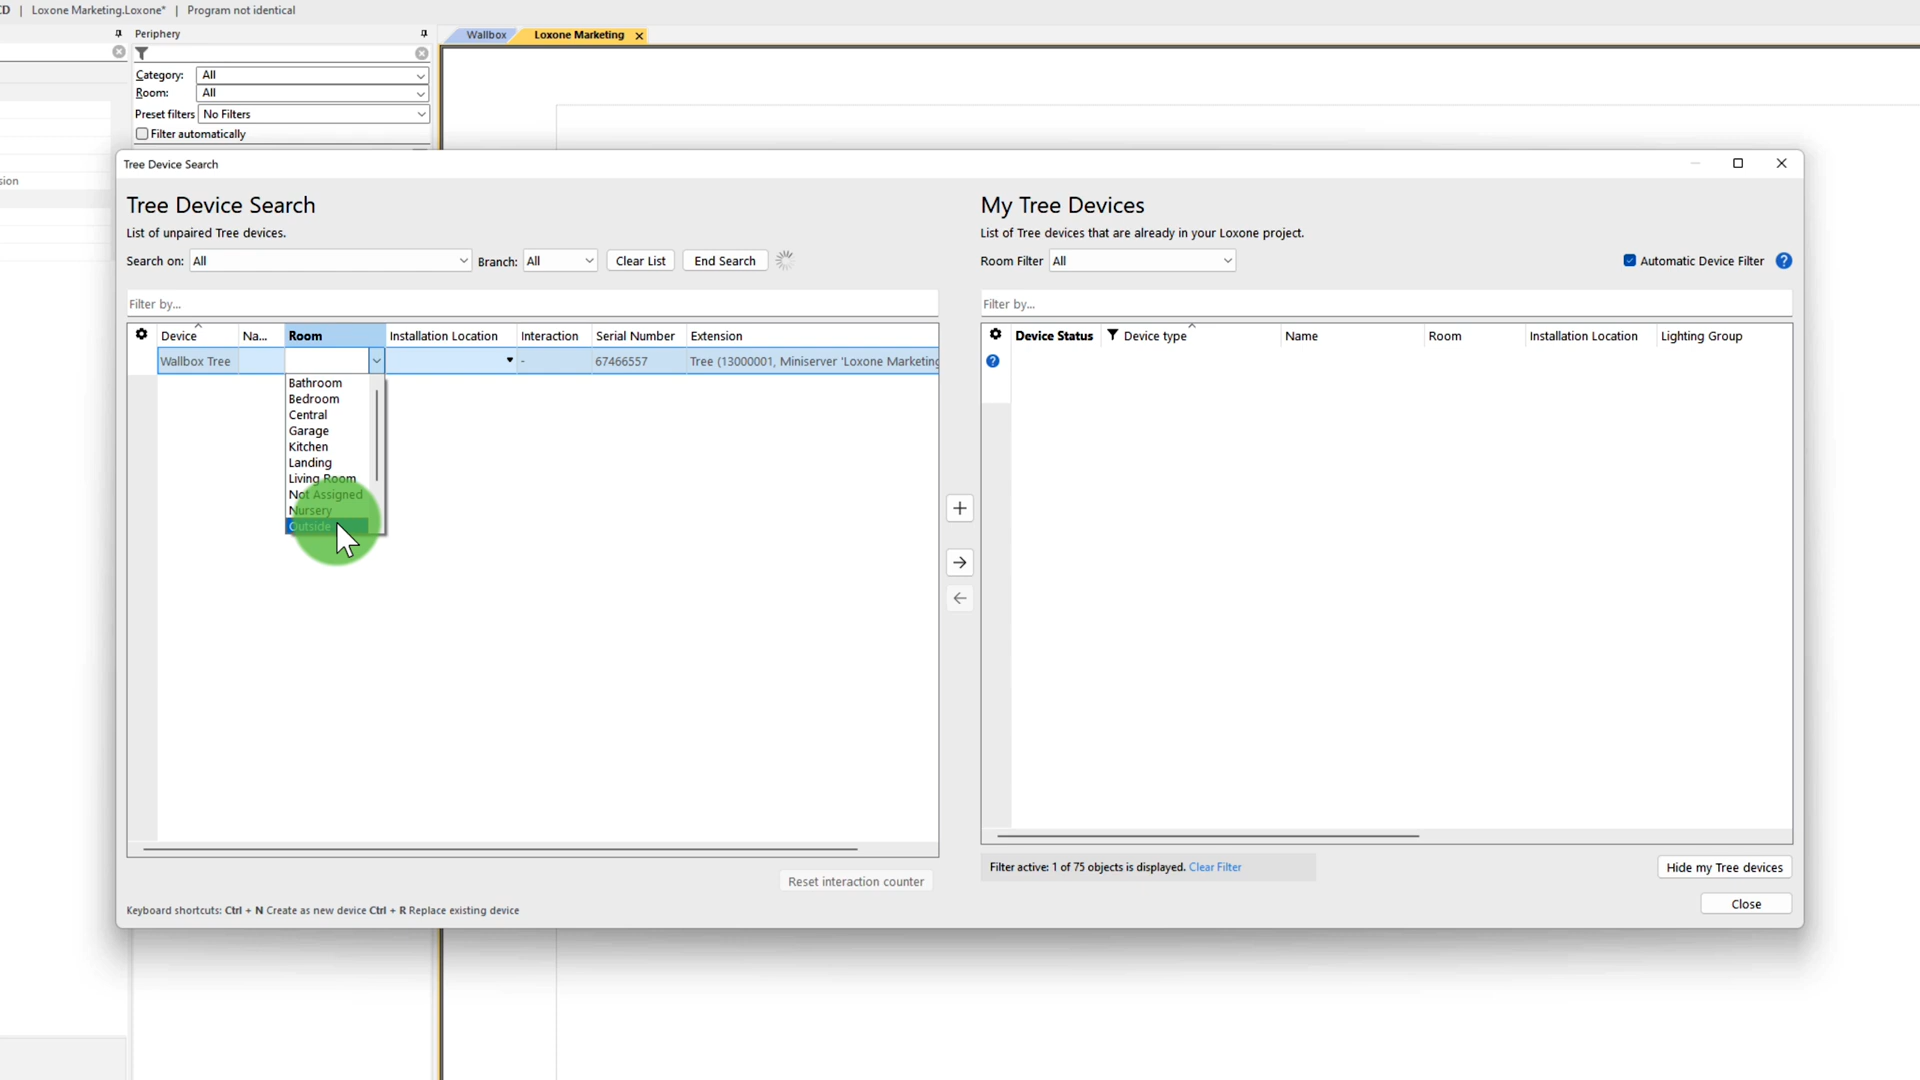 D | Loxone Marketing.Loxone* | Program not identical
Periphery
Wallbox
Loxone Marketing
Category: All
Room: All
Preset filters No Filters
Filter automatically
sion
Tree Device Search
Tree Device Search
List of unpaired Tree devices.
Search on: All
Branch: All
Clear List
End Search
Filter by...
Device
Na...
Room
Installation Location
Interaction
Serial Number
Extension
Wallbox Tree
-
67466557
Tree (13000001, Miniserver 'Loxone Marketing
Bathroom
Bedroom
Central
Garage
Kitchen
Landing
Living Room
Not Assigned
Nursery
Outside
Reset interaction counter
Keyboard shortcuts: Ctrl + N Create as new device Ctrl + R Replace existing device
My Tree Devices
List of Tree devices that are already in your Loxone project.
Room Filter All
Automatic Device Filter
?
Filter by...
Device Status
Device type
Name
Room
Installation Location
Lighting Group
?
Filter active: 1 of 75 objects is displayed. Clear Filter
Hide my Tree devices
Close